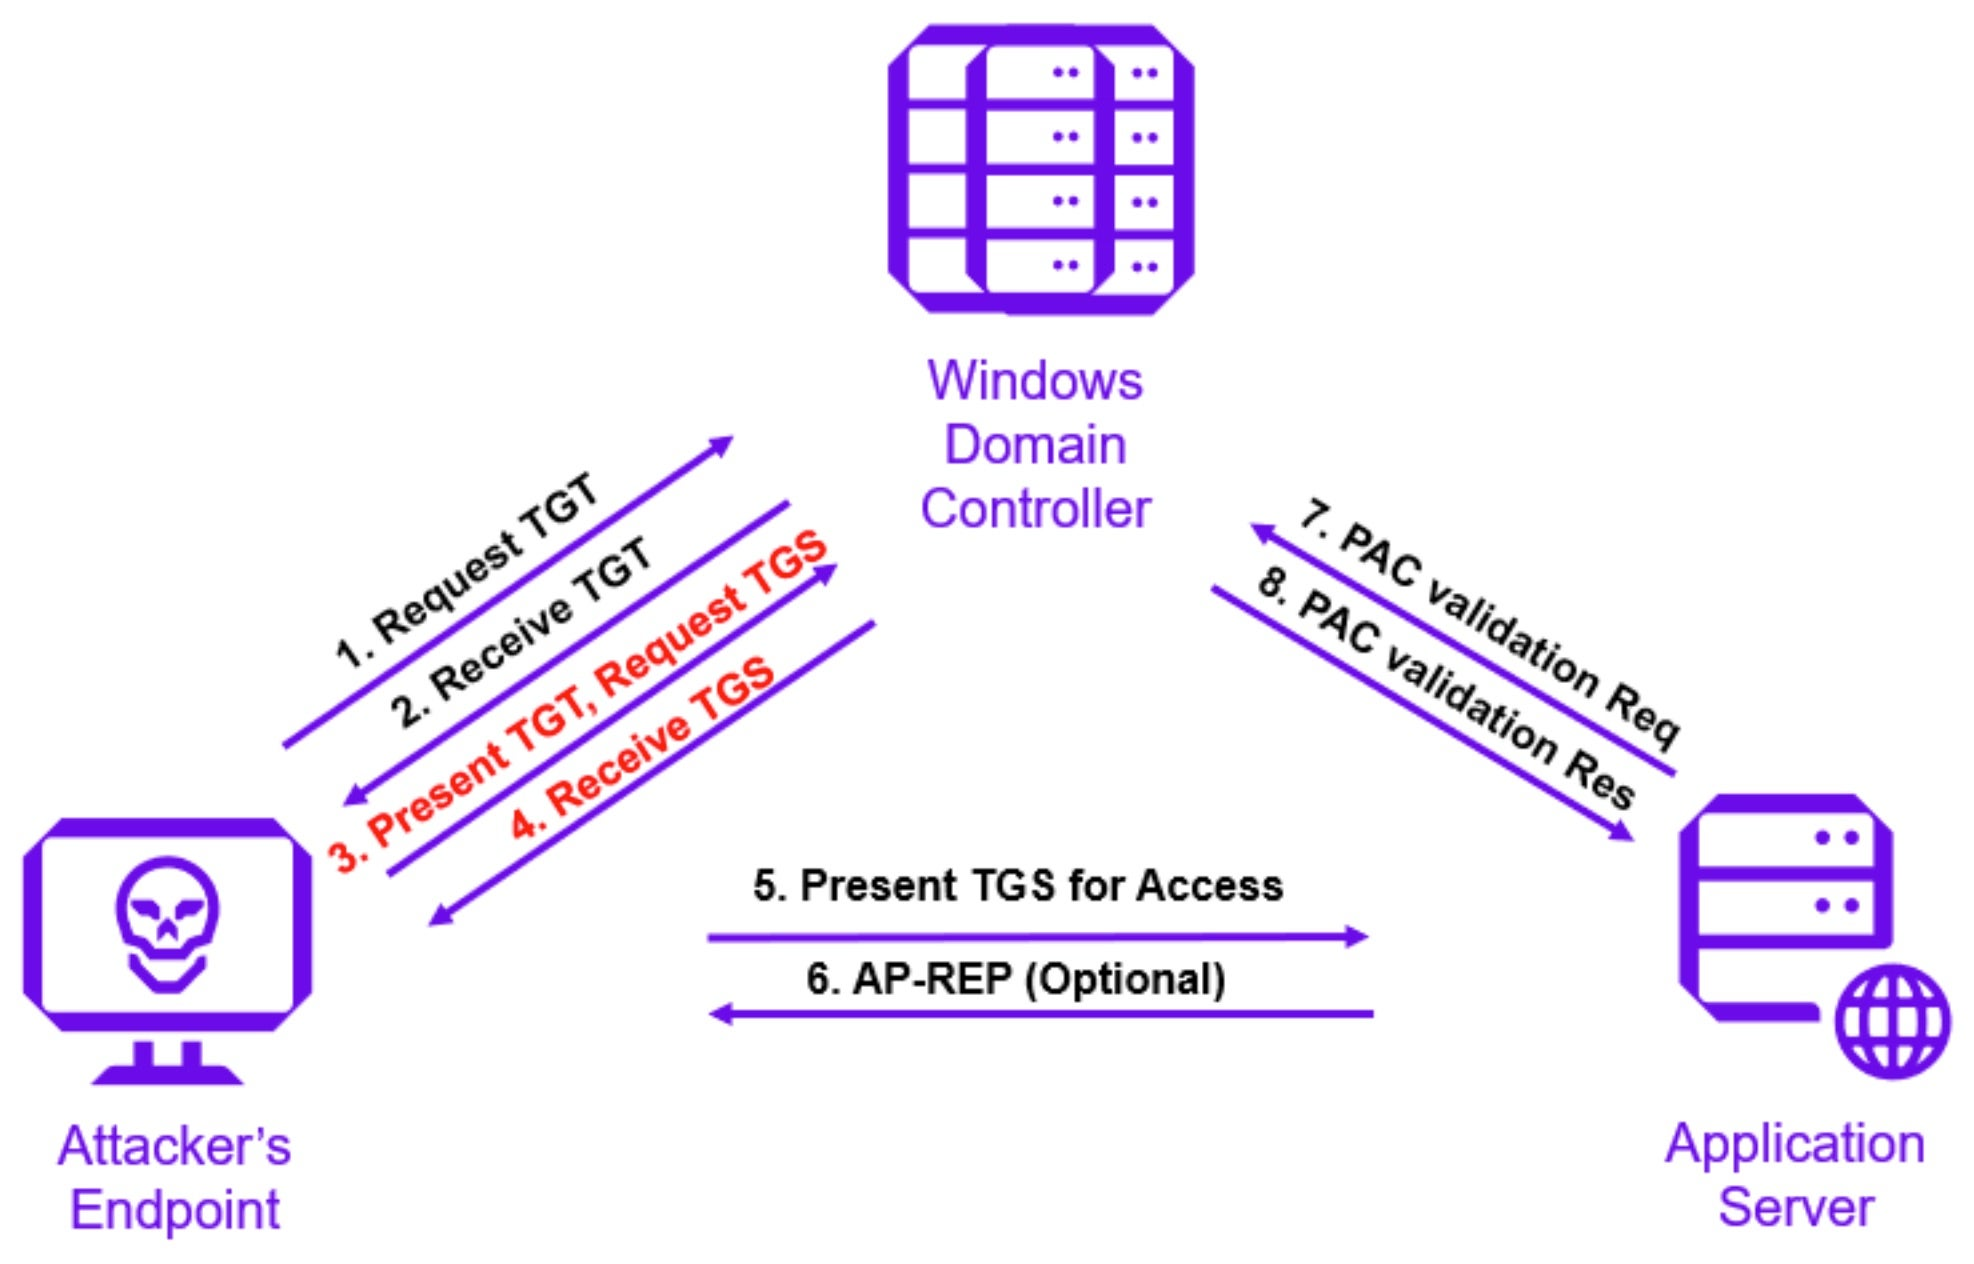 Windows
Domain
Controller
1. Request TGT
2. Receive TGT
3. Present TGT, Request TGS
4. Receive TGS
7. PAC validation Req
8. PAC validation Res
5. Present TGS for Access
6. AP-REP (Optional)
Attacker’s
Endpoint
Application
Server